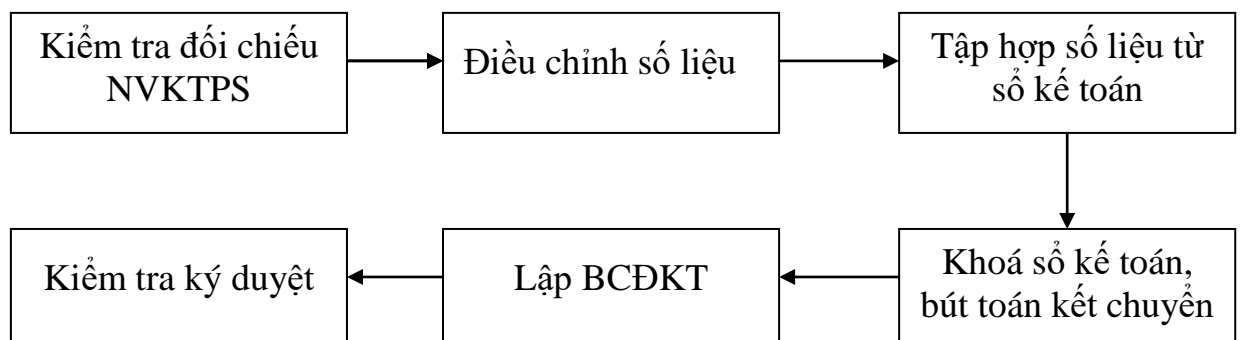 Kiểm tra đối chiếu
NVKTPS
Điều chỉnh số liệu
Tập hợp số liệu từ
sổ kế toán
Khoá sổ kế toán,
bút toán kết chuyển
Lập BCĐKT
Kiểm tra ký duyệt